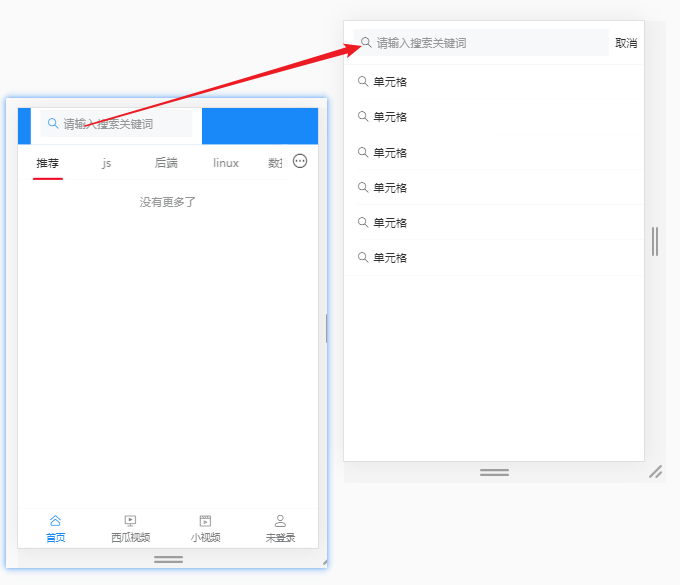 请输入搜索关键词
推荐 js 后端 linux
没有更多了
首页 西瓜视频 小视频 未登录
请输入搜索关键词 取消
单元格
单元格
单元格
单元格
单元格
单元格